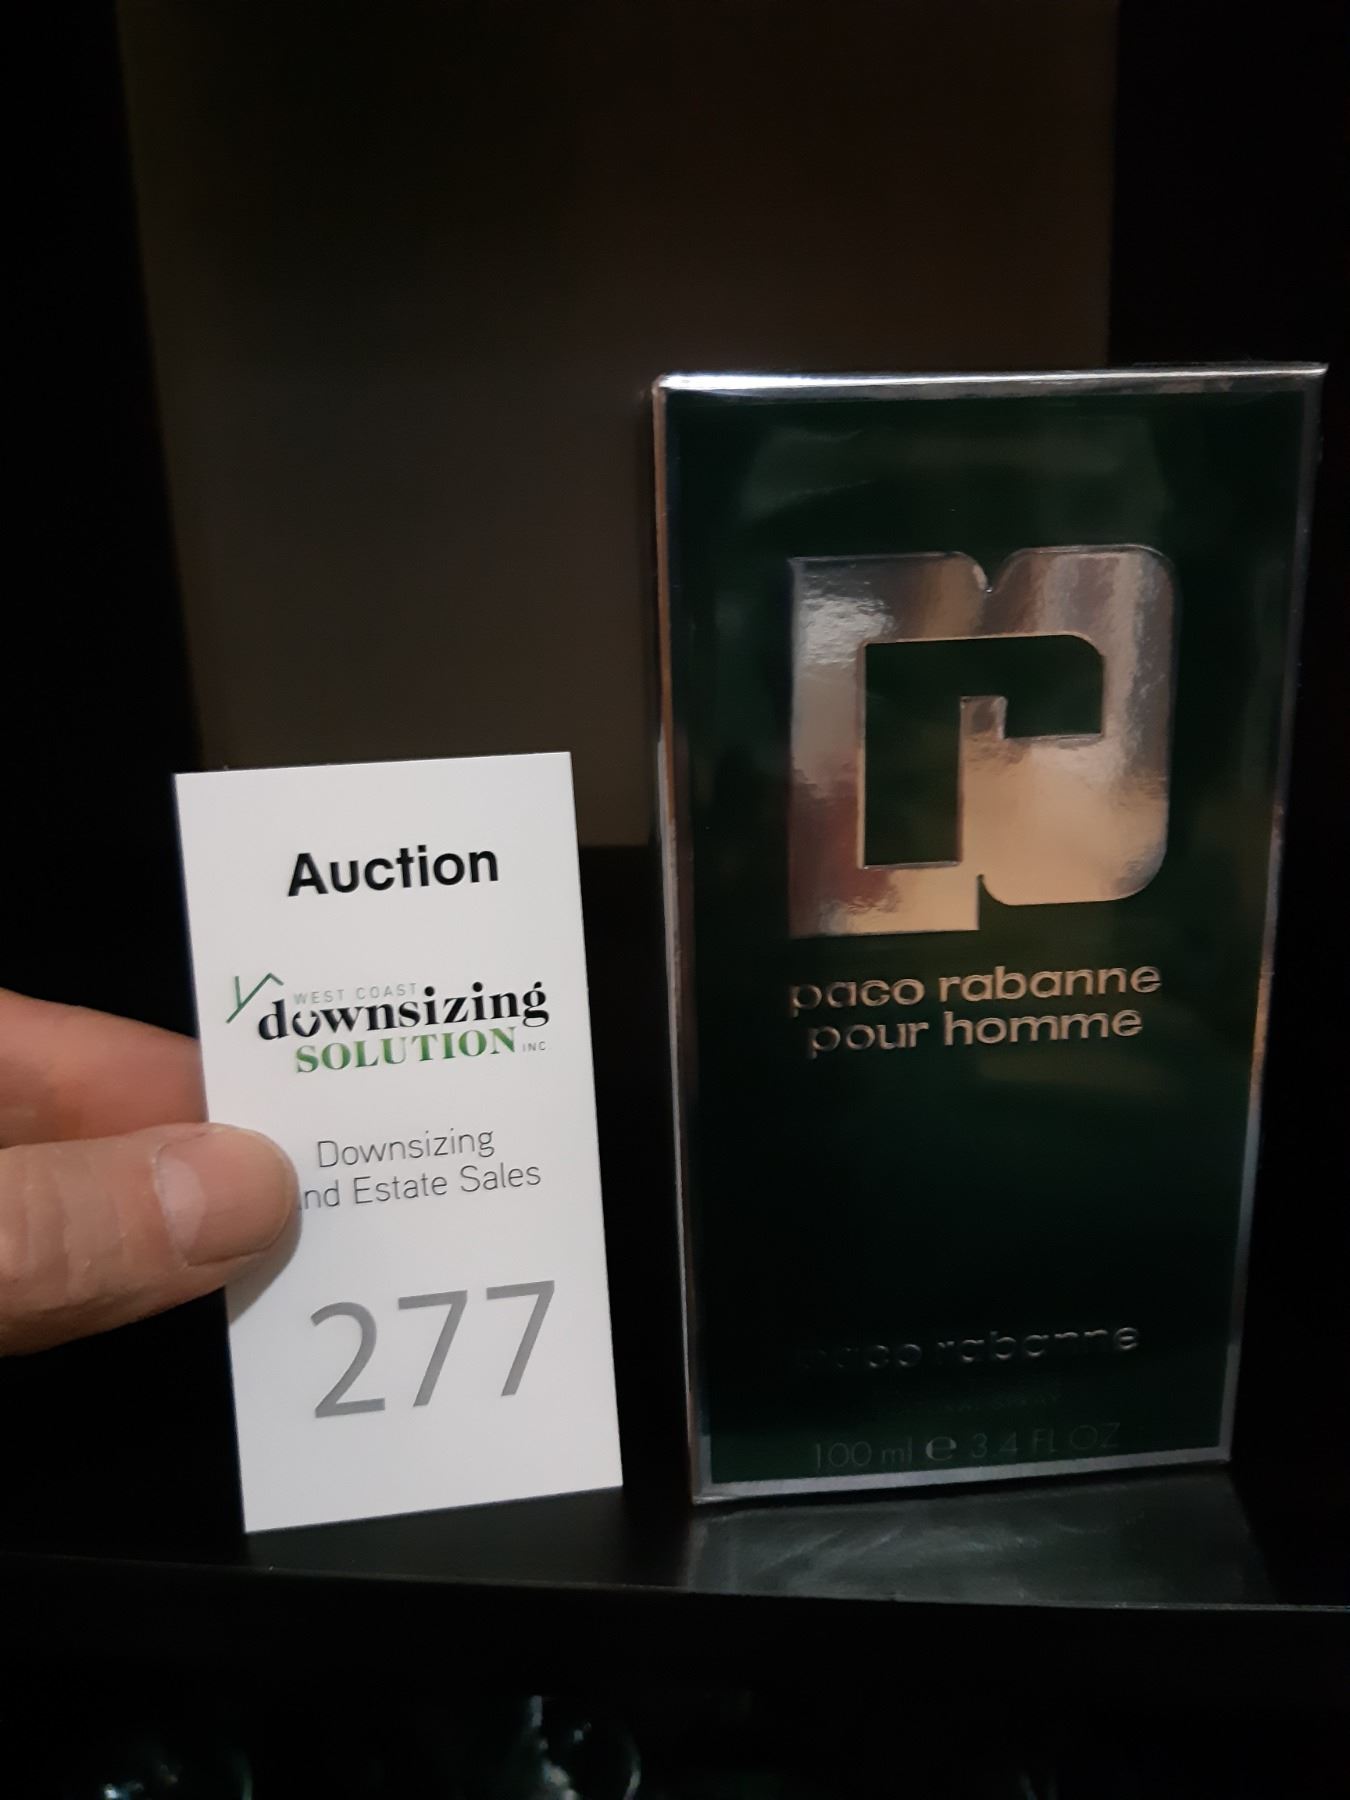 Auction
WEST COAST
downsizing
SOLUTION INC
Downsizing
nd Estate Sales
277
paco rabanne
pour homme
paco rabanne
SPRAY
100 ml e 3.4 FL OZ